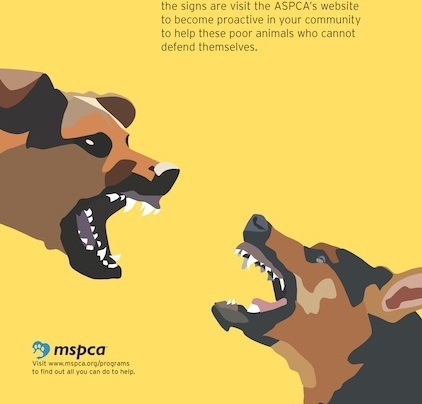 the signs are visit the ASPCA's website
to become proactive in your community
to help these poor animals who cannot
defend themselves.
mspca
Visit www.mspca.org/programs
to find out all you can do to help.